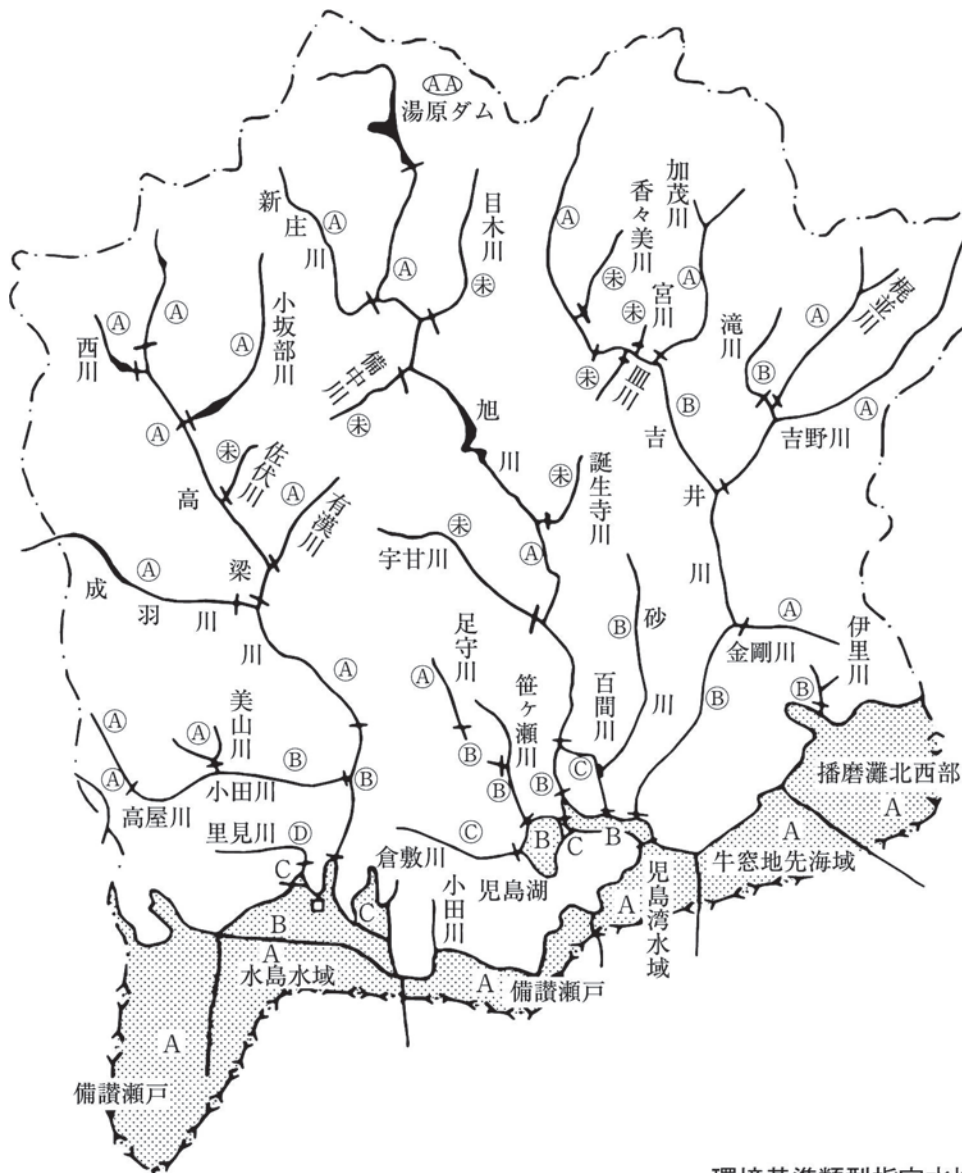 AA
湯原ダム
新庄川
A
目木川
未
A
A
香々美川
未
加茂川
A
宮川
未
皿川
未
滝川
B
A
梶並川
A
吉野川
西川
A
A
小坂部川
A
A
備中川
未
旭川
B
吉井川
佐伏川
未
有漢川
A
高梁川
誕生寺川
未
A
宇甘川
未
成羽川
A
砂川
B
足守川
A
B
笹ヶ瀬川
B
百間川
C
金剛川
A
伊里川
B
B
A
美山川
A
A
A
高屋川
小田川
B
B
里見川
D
C
倉敷川
C
B
児島湖
B
C
B
播磨灘北西部
A
牛窓地先海域
A
児島湾水域
A
小田川
C
B
A
水島水域
A
備讃瀬戸
A
備讃瀬戸